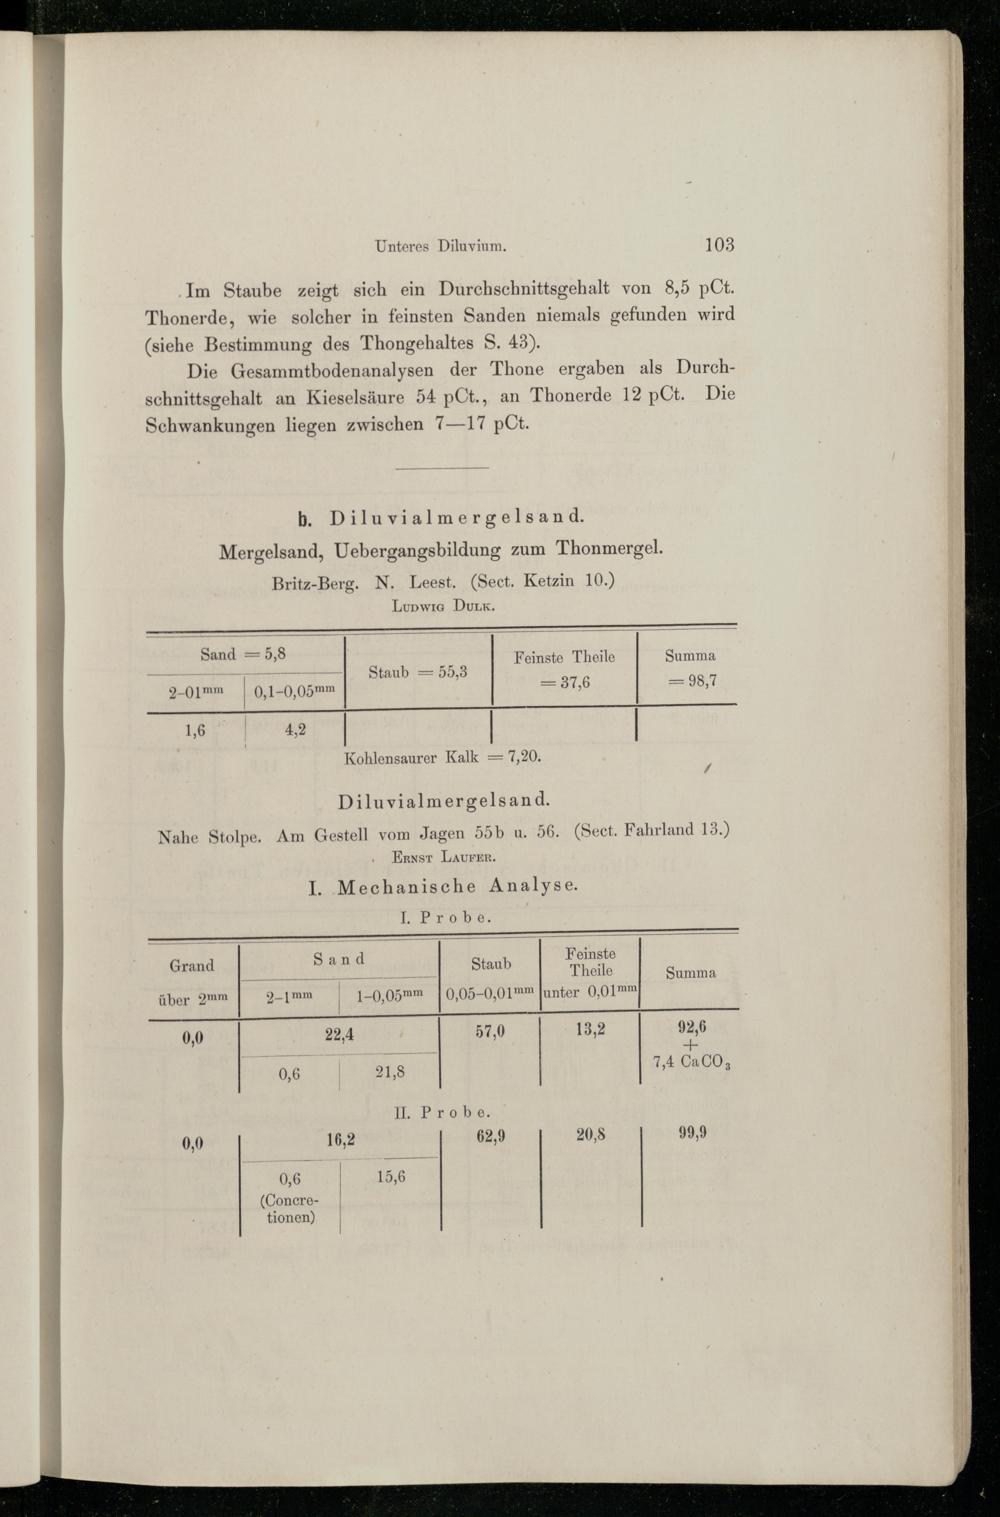 Unteres Diluvium. 103
Im Staube zeigt sich ein Durchschnittsgehalt von 8,5 pCt.
Thonerde, wie solcher in feinsten Sanden niemals gefunden wird
(siehe Bestimmung des Thongehaltes S. 43).
Die Gesammtbodenanalysen der Thone ergaben als Durch-
schnittsgehalt an Kieselsäure 54 pCt., an Thonerde 12 pCt. Die
Schwankungen liegen zwischen 7—17 pCt.
b. Diluvialmergelsand.
Mergelsand, Uebergangsbildung zum Thonmergel.
Britz-Berg. N. Leest. (Sect. Ketzin 10.)
LUDWIG DULK.
Sand = 5,8 Staub = 55,3 Feinste Theile Summa
2-01mm 0,1-0,05mm = 37,6 = 98,7
1,6 4,2
Kohlensaurer Kalk = 7,20.
Diluvialmergelsand.
Nahe Stolpe. Am Gestell vom Jagen 55b u. 56. (Sect. Fahrland 13.)
ERNST LAUFER.
I. Mechanische Analyse.
I. Probe.
Grand Sand Staub Feinste Theile Summa
über 2mm 2-1mm 1-0,05mm 0,05-0,01mm unter 0,01mm
0,0 22,4 57,0 13,2 92,6
+
0,6 21,8 7,4 CaCO3
II. Probe.
0,0 16,2 62,9 20,8 99,9
0,6 15,6
(Concre-
tionen)